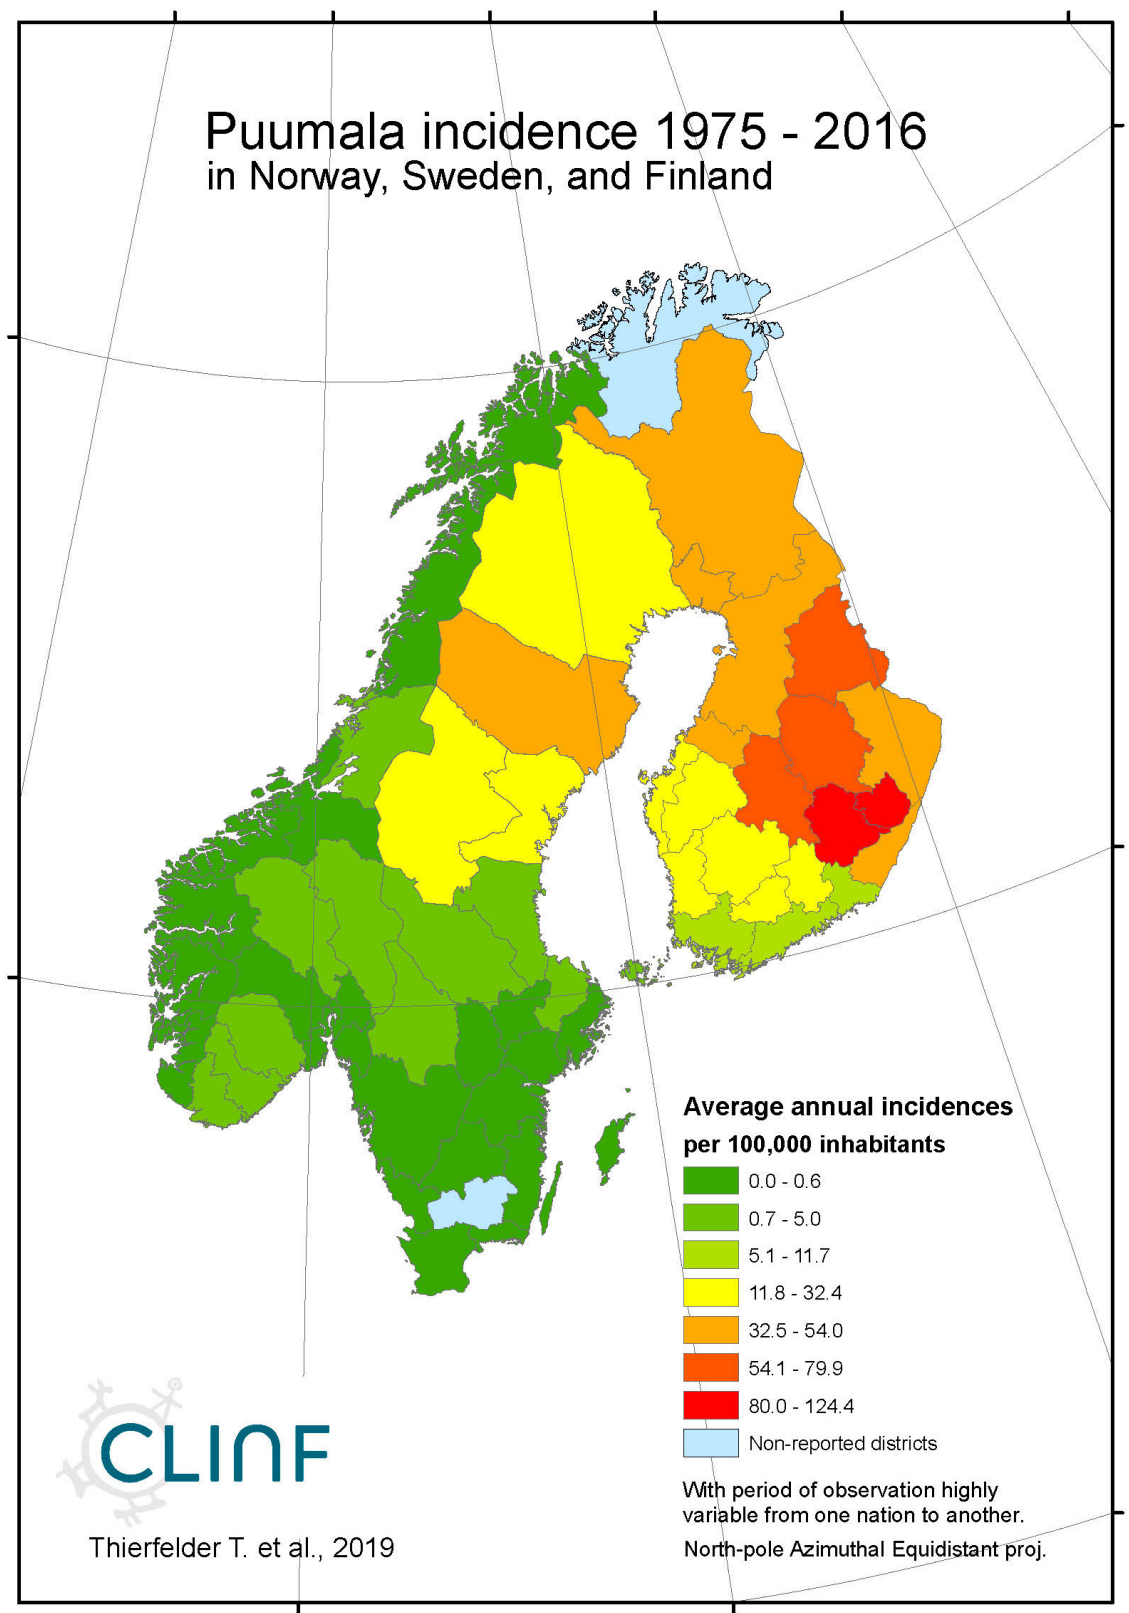 Puumala incidence 1975 - 2016
in Norway, Sweden, and Finland
Average annual incidences
per 100,000 inhabitants
0.0 - 0.6
0.7 - 5.0
5.1 - 11.7
11.8 - 32.4
32.5 - 54.0
54.1 - 79.9
80.0 - 124.4
Non-reported districts
With period of observation highly
variable from one nation to another.
North-pole Azimuthal Equidistant proj.
CLINF
Thierfelder T. et al., 2019